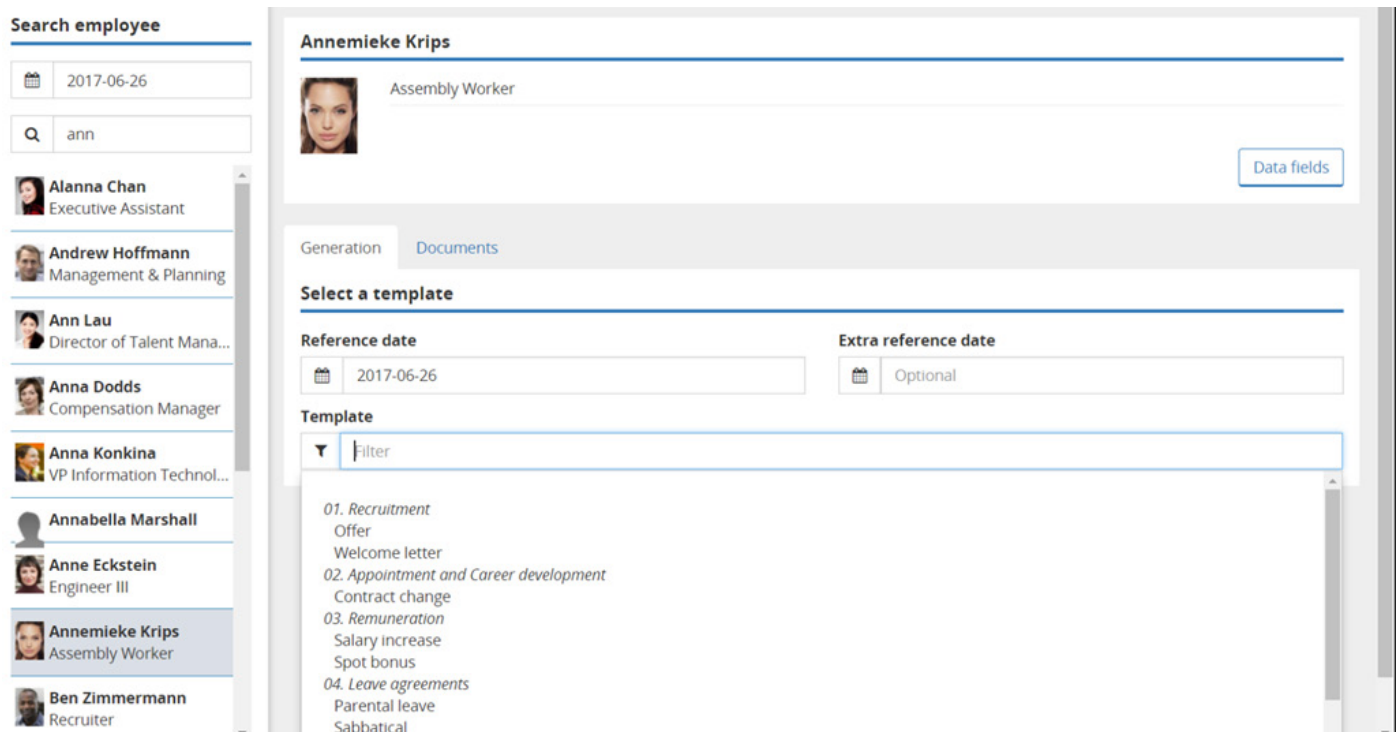 Search employee
2017-06-26
ann
Alanna Chan
Executive Assistant
Andrew Hoffmann
Management & Planning
Ann Lau
Director of Talent Mana...
Anna Dodds
Compensation Manager
Anna Konkina
VP Information Technol...
Annabella Marshall
Anne Eckstein
Engineer III
Annemieke Krips
Assembly Worker
Ben Zimmermann
Recruiter
Annemieke Krips
Assembly Worker
Data fields
Generation
Documents
Select a template
Reference date
2017-06-26
Extra reference date
Optional
Template
Filter
01. Recruitment
Offer
Welcome letter
02. Appointment and Career development
Contract change
03. Remuneration
Salary increase
Spot bonus
04. Leave agreements
Parental leave
Sabbatical